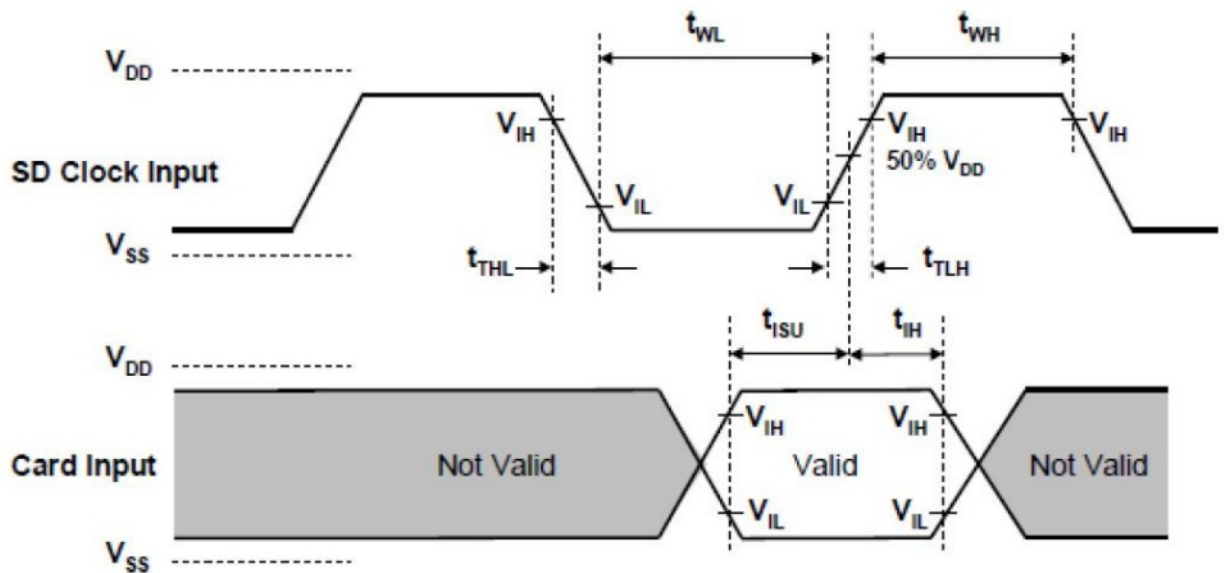 t_WL
t_WH
V_DD
V_IH
V_IH
V_IH
50% V_DD
SD Clock Input
V_IL
V_IL
V_SS
t_THL
t_TLH
t_ISU
t_IH
V_DD
V_IH
V_IH
Card Input
Not Valid
Valid
Not Valid
V_IL
V_IL
V_SS